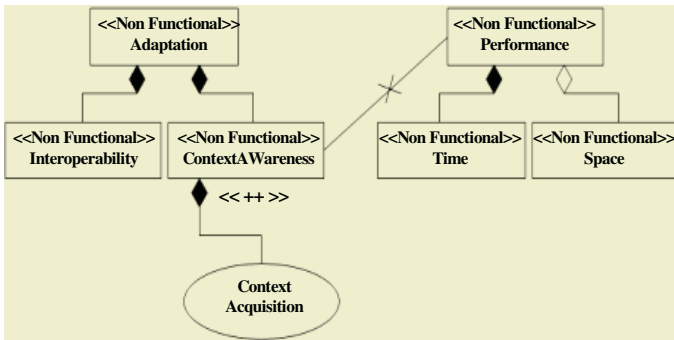 <<Non Functional>>
Adaptation
<<Non Functional>>
Performance
<<Non Functional>>
Interoperability
<<Non Functional>>
ContextAWareness
<<Non Functional>>
Time
<<Non Functional>>
Space
<< ++ >>
Context
Acquisition